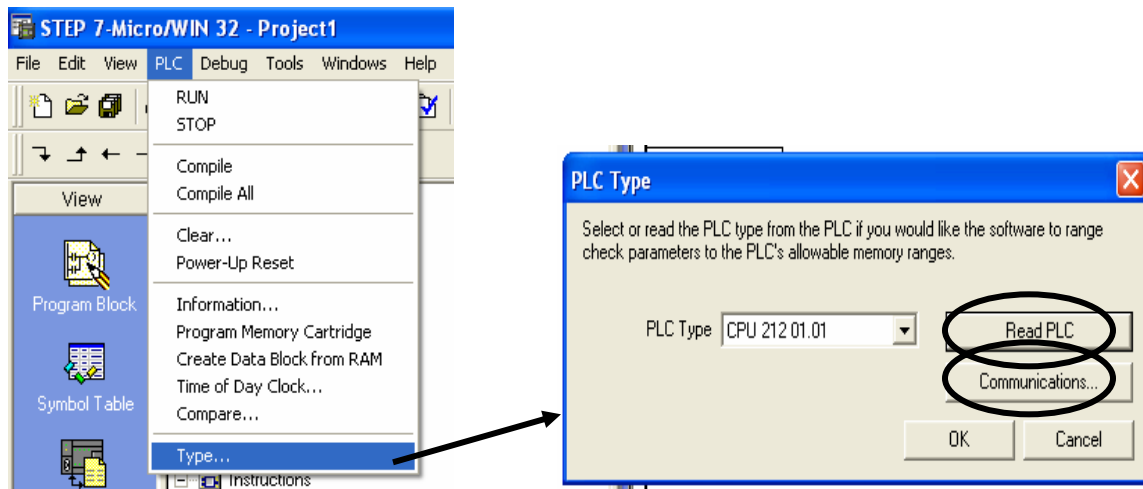 STEP 7-Micro/WIN 32 - Project1
File Edit View PLC Debug Tools Windows Help
RUN
STOP
Compile
Compile All
Clear...
Power-Up Reset
Information...
Program Memory Cartridge
Create Data Block from RAM
Time of Day Clock...
Compare...
Type...
View
Program Block
Symbol Table
Instructions
PLC Type
Select or read the PLC type from the PLC if you would like the software to range
check parameters to the PLC's allowable memory ranges.
PLC Type CPU 212 01.01 Read PLC
Communications...
OK Cancel